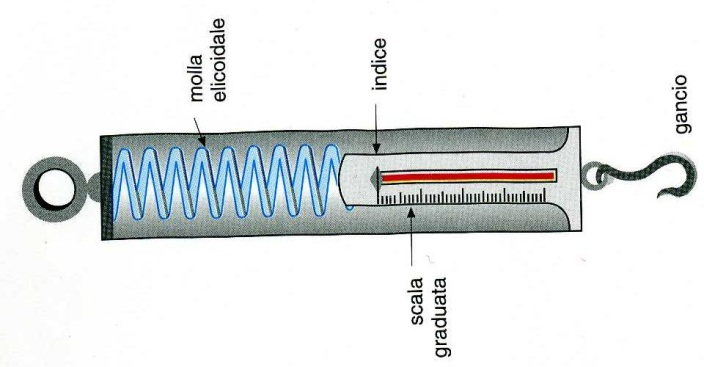 molla
elicoidale
indice
scala
graduata
gancio